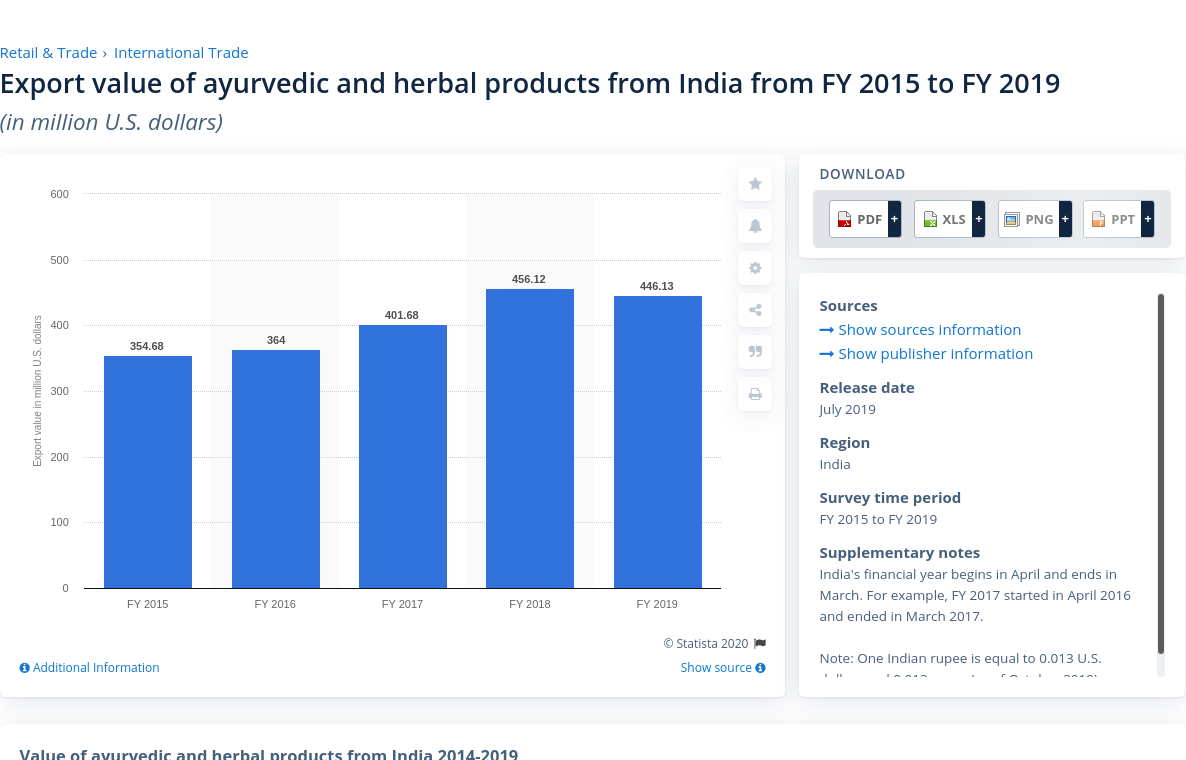 Retail & Trade › International Trade
Export value of ayurvedic and herbal products from India from FY 2015 to FY 2019
(in million U.S. dollars)
600
500
400
300
200
100
0
Export value in million U.S. dollars
354.68
364
401.68
456.12
446.13
FY 2015
FY 2016
FY 2017
FY 2018
FY 2019
© Statista 2020
Additional Information
Show source
DOWNLOAD
PDF +
XLS +
PNG +
PPT +
Sources
Show sources information
Show publisher information
Release date
July 2019
Region
India
Survey time period
FY 2015 to FY 2019
Supplementary notes
India's financial year begins in April and ends in
March. For example, FY 2017 started in April 2016
and ended in March 2017.
Note: One Indian rupee is equal to 0.013 U.S.
Value of ayurvedic and herbal products from India 2014-2019